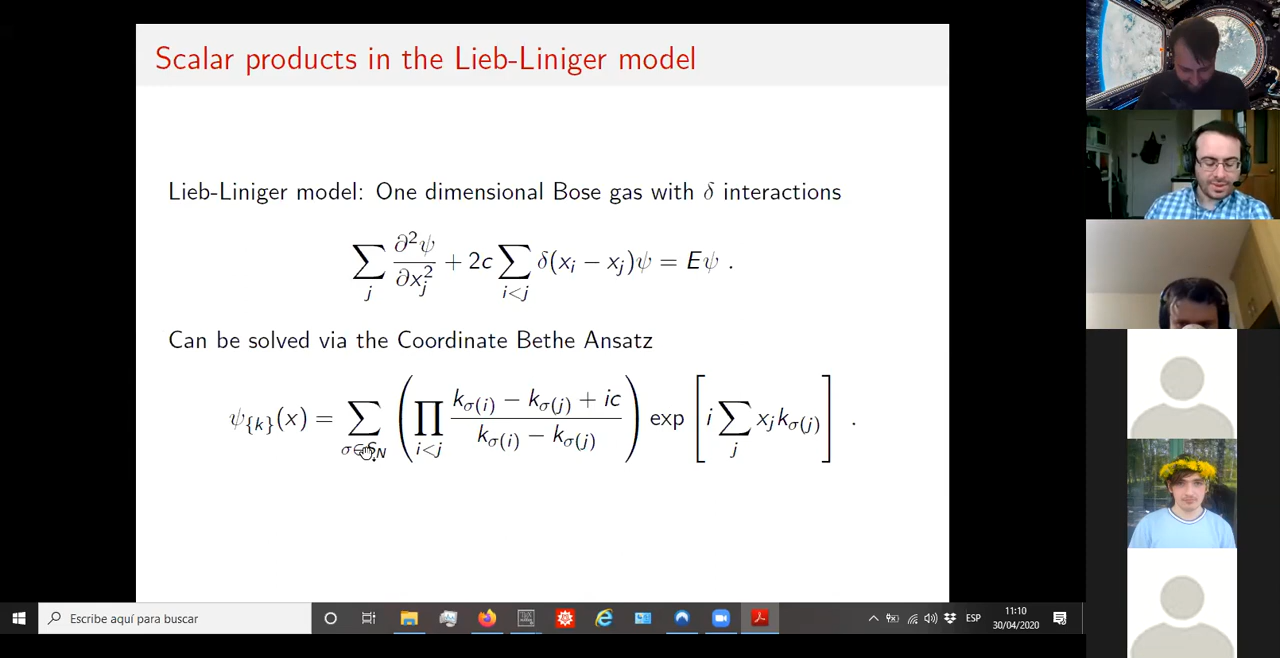 Scalar products in the Lieb-Liniger model
Lieb-Liniger model: One dimensional Bose gas with δ interactions
∑_j ∂²ψ/∂x_j² + 2c ∑_{i<j} δ(x_i − x_j)ψ = Eψ .
Can be solved via the Coordinate Bethe Ansatz
ψ_{k}(x) = ∑_{σ∈S_N} ( ∏_{i<j} (k_σ(i) − k_σ(j) + ic) / (k_σ(i) − k_σ(j)) ) exp [ i ∑_j x_j k_σ(j) ] .
Escribe aquí para buscar
ESP
11:10
30/04/2020